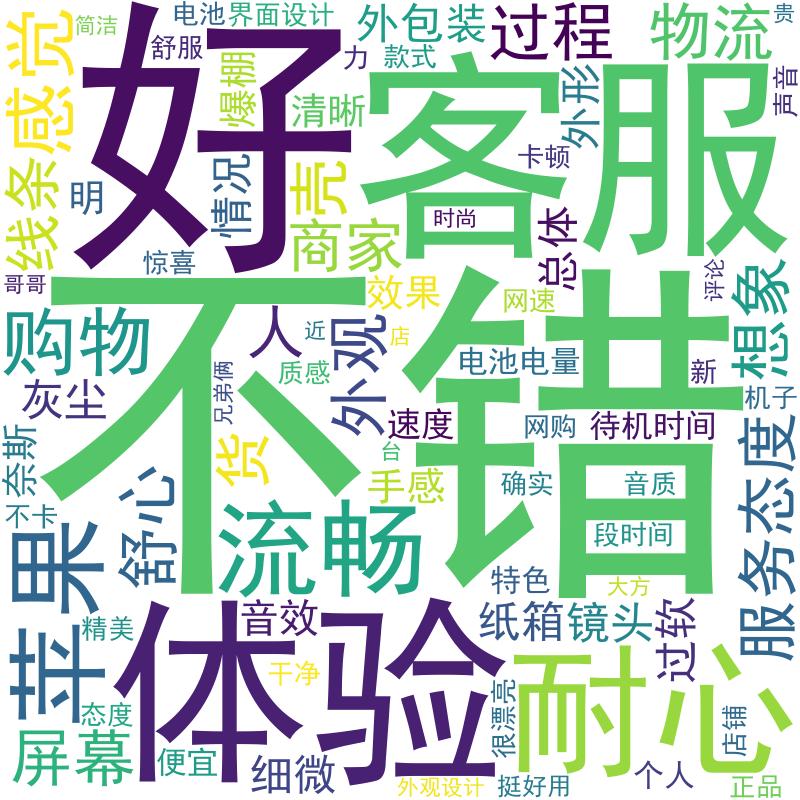 简洁
电池
界面设计
外包装
过程
物流
贵
舒服
力
款式
好
客服
感觉
爆棚
清晰
外形
声音
线条
明
情况
壳
卡顿
商家
时尚
总体
惊喜
哥哥
效果
网速
评论
想象
不错
购物
人
近
店
外观
质感
电池电量
新
灰尘
兄弟俩
速度
网购
待机时间
机子
奈斯
货
台
手感
确实
音质
服务态度
不卡
舒心
流畅
段时间
苹果
特色
大方
体验
音效
纸箱
镜头
过软
精美
耐心
干净
很漂亮
态度
店铺
屏幕
便宜
细微
外观设计
挺好用
个人
正品